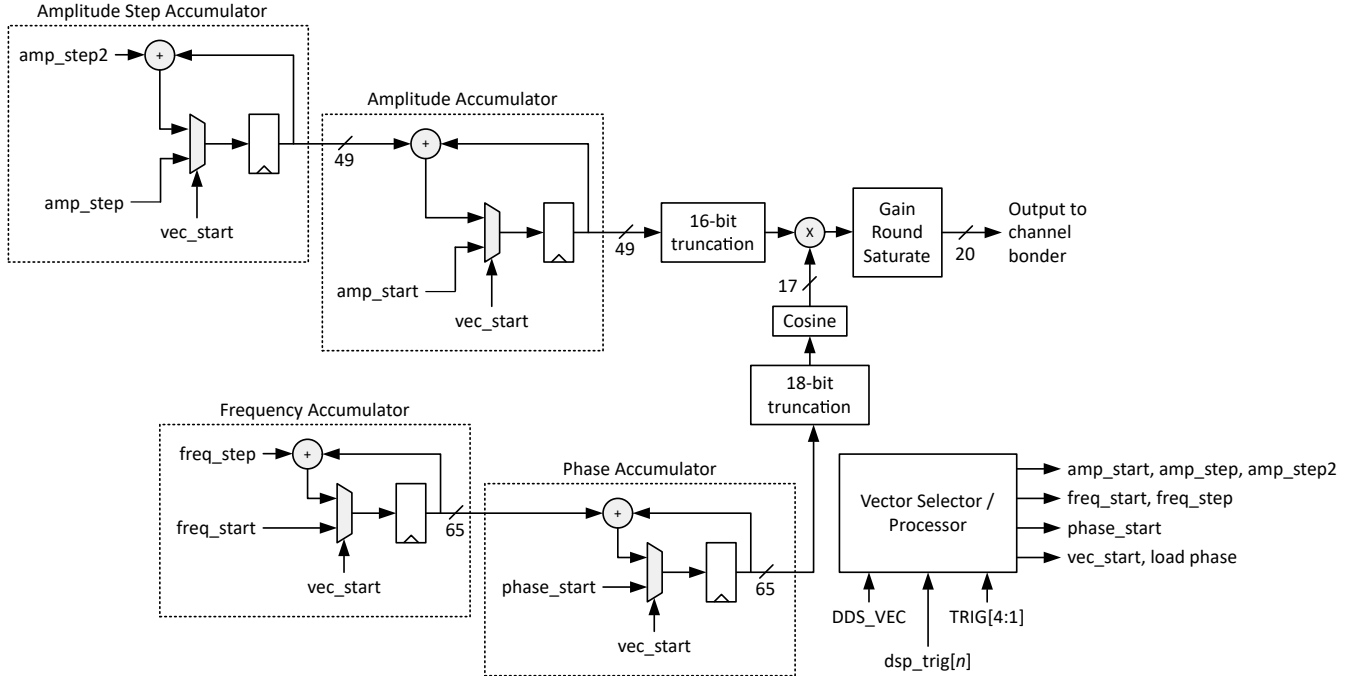 Amplitude Step Accumulator
amp_step2
+
amp_step
vec_start
49
Amplitude Accumulator
+
amp_start
vec_start
49
16-bit
truncation
X
Gain
Round
Saturate
20
Output to
channel
bonder
17
Cosine
18-bit
truncation
Frequency Accumulator
freq_step
+
freq_start
vec_start
65
Phase Accumulator
+
phase_start
vec_start
65
Vector Selector /
Processor
amp_start, amp_step, amp_step2
freq_start, freq_step
phase_start
vec_start, load phase
DDS_VEC
TRIG[4:1]
dsp_trig[n]